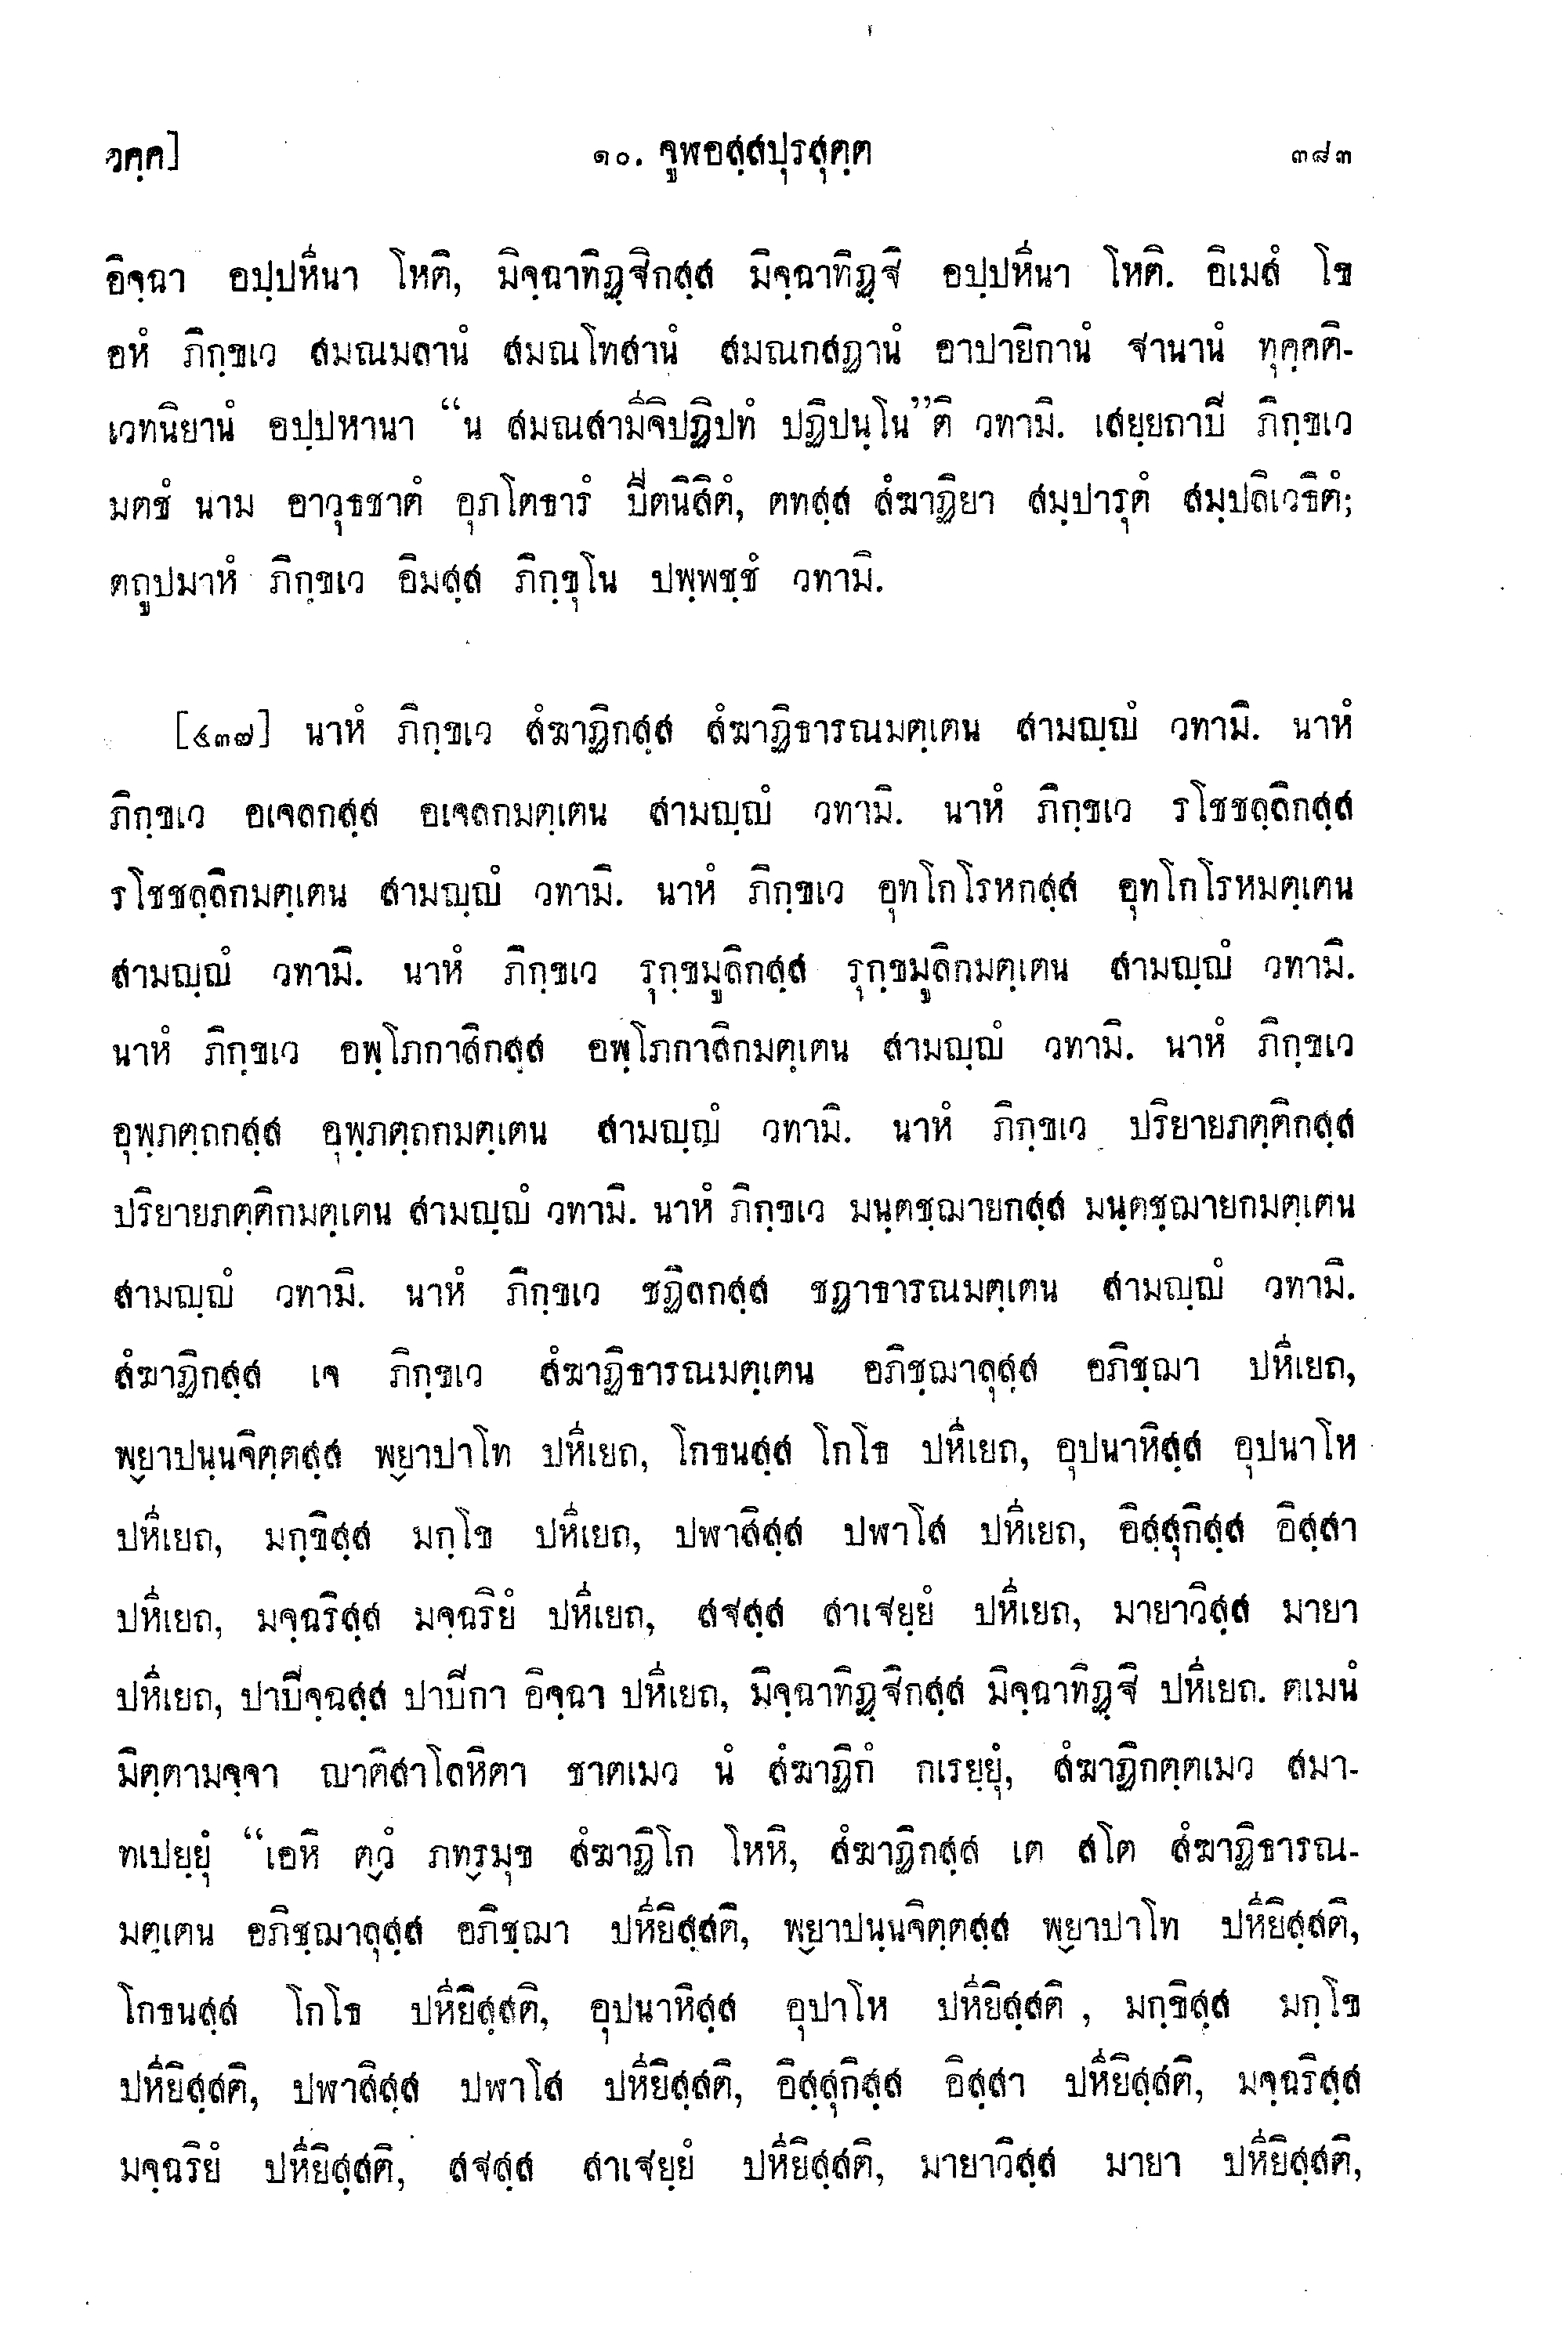 วคฺค] ๑๐. จูฬอสฺสปุรสุตฺต ๓๘๓
อิจฺฉา อปฺปหีนา โหติ, มิจฺฉาทิฏฺฐิกสฺส มิจฺฉาทิฏฺฐิ อปฺปหีนา โหติ. อิเมสํ โข
อหํ ภิกฺขเว สมณมลานํ สมณโทสานํ สมณกสฏานํ อาปายิกานํ ฐานานํ ทุคฺคติ-
เวทนิยานํ อปฺปหานา “น สมณสามีจิปฏิปทํ ปฏิปนฺโน”ติ วทามิ. เสยฺยถาปิ ภิกฺขเว
มตชํ นาม อาวุธชาตํ อุภโตธารํ ปีตนิสิตํ, ตทสฺส สํฆาฏิยา สมฺปารุตํ สมฺปลิเวธิตํ;
ตถูปมาหํ ภิกฺขเว อิมสฺส ภิกฺขุโน ปพฺพชฺชํ วทามิ.
[๔๓๗] นาหํ ภิกฺขเว สํฆาฏิกสฺส สํฆาฏิธารณมตฺเตน สามญฺญํ วทามิ. นาหํ
ภิกฺขเว อเจลกสฺส อเจลกมตฺเตน สามญฺญํ วทามิ. นาหํ ภิกฺขเว รโชชลฺลิกสฺส
รโชชลฺลิกมตฺเตน สามญฺญํ วทามิ. นาหํ ภิกฺขเว อุทโกโรหกสฺส อุทโกโรหมตฺเตน
สามญฺญํ วทามิ. นาหํ ภิกฺขเว รุกฺขมูลิกสฺส รุกฺขมูลิกมตฺเตน สามญฺญํ วทามิ.
นาหํ ภิกฺขเว อพฺโภกาสิกสฺส อพฺโภกาสิกมตฺเตน สามญฺญํ วทามิ. นาหํ ภิกฺขเว
อุพฺภตฺถกสฺส อุพฺภตฺถกมตฺเตน สามญฺญํ วทามิ. นาหํ ภิกฺขเว ปริยายภตฺติกสฺส
ปริยายภตฺติกมตฺเตน สามญฺญํ วทามิ. นาหํ ภิกฺขเว มนฺตชฺฌายกสฺส มนฺตชฺฌายกมตฺเตน
สามญฺญํ วทามิ. นาหํ ภิกฺขเว ชฏิลกสฺส ชฏาธารณมตฺเตน สามญฺญํ วทามิ.
สํฆาฏิกสฺส เจ ภิกฺขเว สํฆาฏิธารณมตฺเตน อภิชฺฌาลุสฺส อภิชฺฌา ปหีเยถ,
พฺยาปนฺนจิตฺตสฺส พฺยาปาโท ปหีเยถ, โกธนสฺส โกโธ ปหีเยถ, อุปนาหิสฺส อุปนาโห
ปหีเยถ, มกฺขิสฺส มกฺโข ปหีเยถ, ปฬาสิสฺส ปฬาโส ปหีเยถ, อิสฺสุกิสฺส อิสฺสา
ปหีเยถ, มจฺฉริสฺส มจฺฉริยํ ปหีเยถ, สฐสฺส สาเฐยฺยํ ปหีเยถ, มายาวิสฺส มายา
ปหีเยถ, ปาปิจฺฉสฺส ปาปิกา อิจฺฉา ปหีเยถ, มิจฺฉาทิฏฺฐิกสฺส มิจฺฉาทิฏฺฐิ ปหีเยถ. ตเมนํ
มิตฺตามจฺจา ญาติสาโลหิตา ชาตเมว นํ สํฆาฏิกํ กเรยฺยุํ, สํฆาฏิกตฺตเมว สมา-
ทเปยฺยุํ “เอหิ ตฺวํ ภทฺรมุข สํฆาฏิโก โหหิ, สํฆาฏิกสฺส เต สโต สํฆาฏิธารณ-
มตฺเตน อภิชฺฌาลุสฺส อภิชฺฌา ปหียิสฺสติ, พฺยาปนฺนจิตฺตสฺส พฺยาปาโท ปหียิสฺสติ,
โกธนสฺส โกโธ ปหียิสฺสติ, อุปนาหิสฺส อุปาโห ปหียิสฺสติ, มกฺขิสฺส มกฺโข
ปหียิสฺสติ, ปฬาสิสฺส ปฬาโส ปหียิสฺสติ, อิสฺสุกิสฺส อิสฺสา ปหียิสฺสติ, มจฺฉริสฺส
มจฺฉริยํ ปหียิสฺสติ, สฐสฺส สาเฐยฺยํ ปหียิสฺสติ, มายาวิสฺส มายา ปหียิสฺสติ,